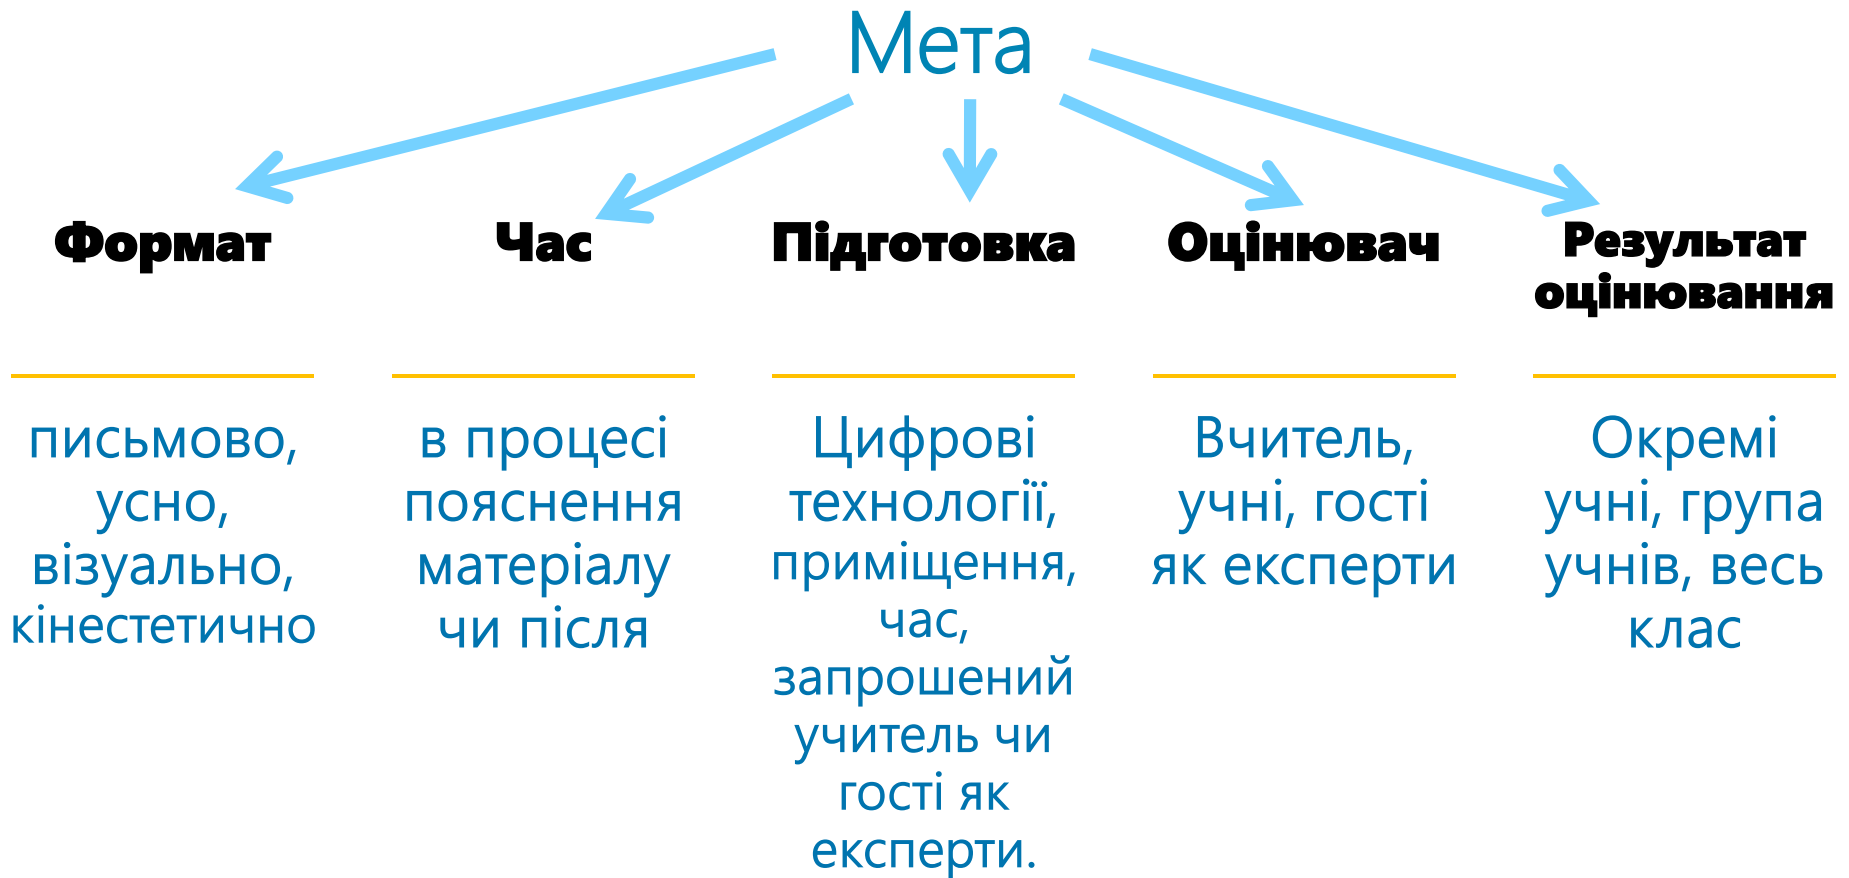 Мета
Формат
Час
Підготовка
Оцінювач
Результат
оцінювання
письмово,
усно,
візуально,
кінестетично
в процесі
пояснення
матеріалу
чи після
Цифрові
технології,
приміщення,
час,
запрошений
учитель чи
гості як
експерти.
Вчитель,
учні, гості
як експерти
Окремі
учні, група
учнів, весь
клас